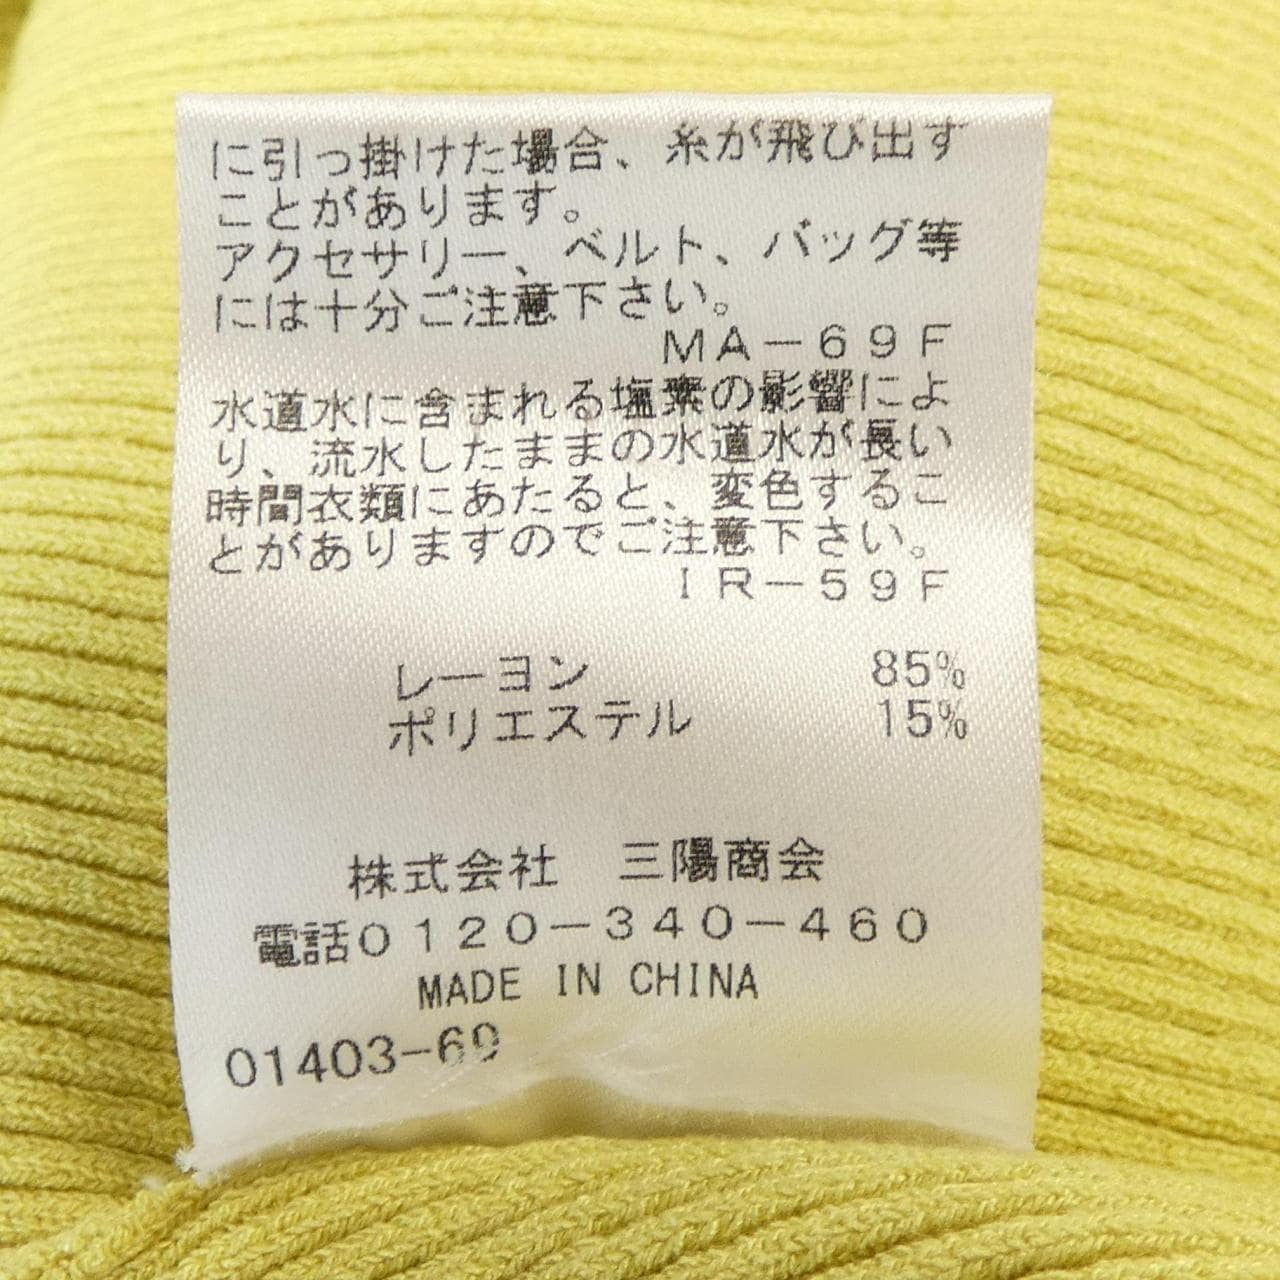 に引っ掛けた場合、糸が飛び出す
ことがあります。
アクセサリー、ベルト、バッグ等
には十分ご注意下さい。
ＭＡ－６９Ｆ
水道水に含まれる塩素の影響によ
り、流水したままの水道水が長い
時間衣類にあたると、変色するこ
とがありますのでご注意下さい。
ＩＲ－５９Ｆ
レーヨン 85%
ポリエステル 15%
株式会社　三陽商会
電話０１２０－３４０－４６０
MADE IN CHINA
01403-69